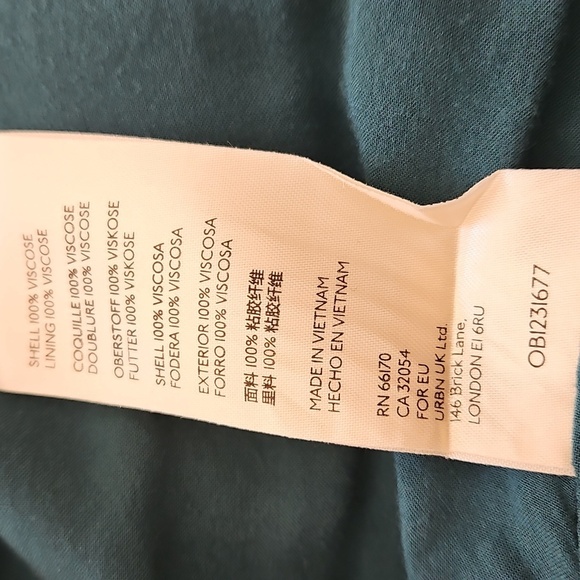 SHELL 100% VISCOSE
LINING 100% VISCOSE
COQUILLE 100% VISCOSE
DOUBLURE 100% VISCOSE
OBERSTOFF 100% VISKOSE
FUTTER 100% VISKOSE
SHELL 100% VISCOSA
FODERA 100% VISCOSA
EXTERIOR 100% VISCOSA
FORRO 100% VISCOSA
面料 100% 粘胶纤维
里料 100% 粘胶纤维
MADE IN VIETNAM
HECHO EN VIETNAM
RN 66170
CA 32054
FOR EU
URBN UK Ltd.
146 Brick Lane,
LONDON E1 6RU
OB1231677